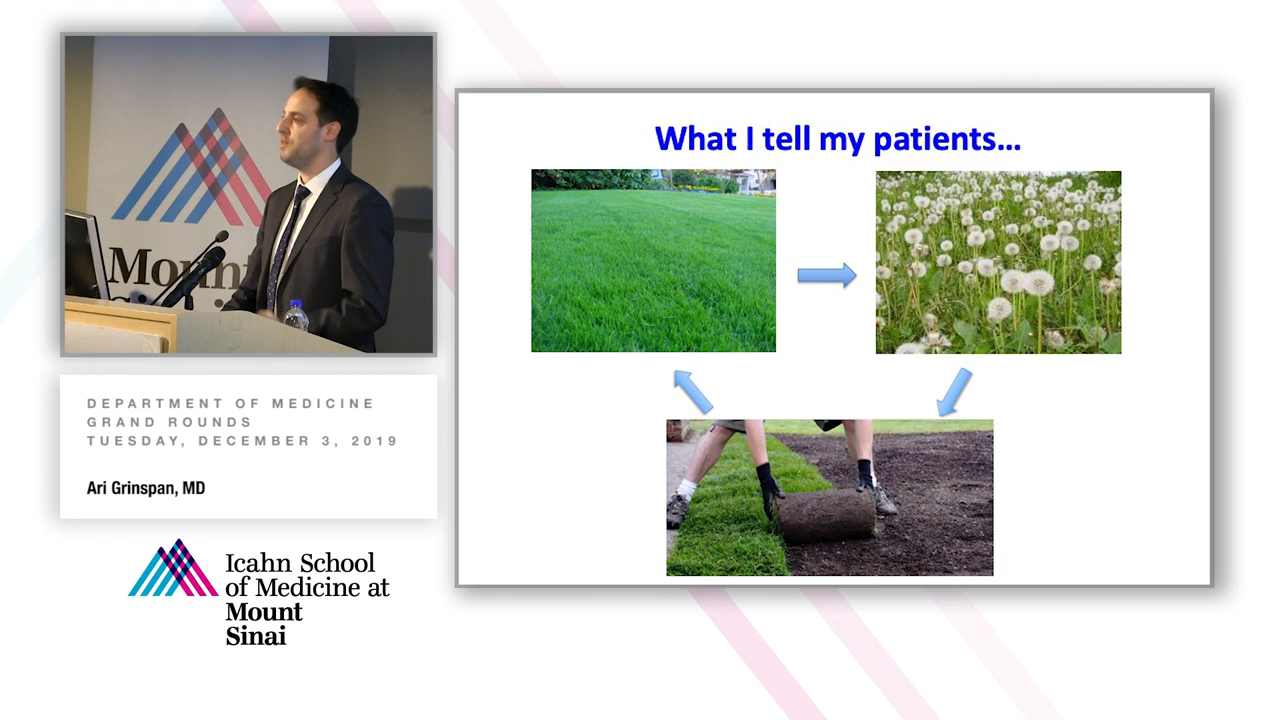 Mount
DEPARTMENT OF MEDICINE
GRAND ROUNDS
TUESDAY, DECEMBER 3, 2019
Ari Grinspan, MD
Icahn School
of Medicine at
Mount
Sinai
What I tell my patients...